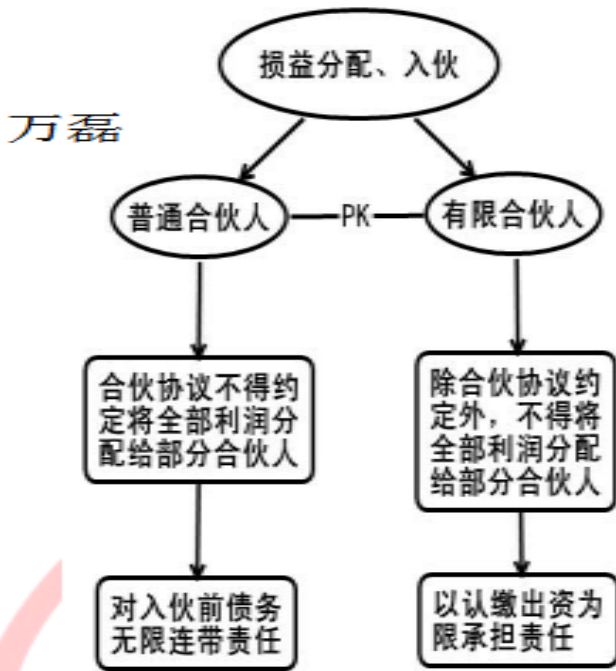 损益分配、入伙
万磊
普通合伙人
PK
有限合伙人
合伙协议不得约
定将全部利润分
配给部分合伙人
除合伙协议约
定外，不得将
全部利润分配
给部分合伙人
对入伙前债务
无限连带责任
以认缴出资为
限承担责任